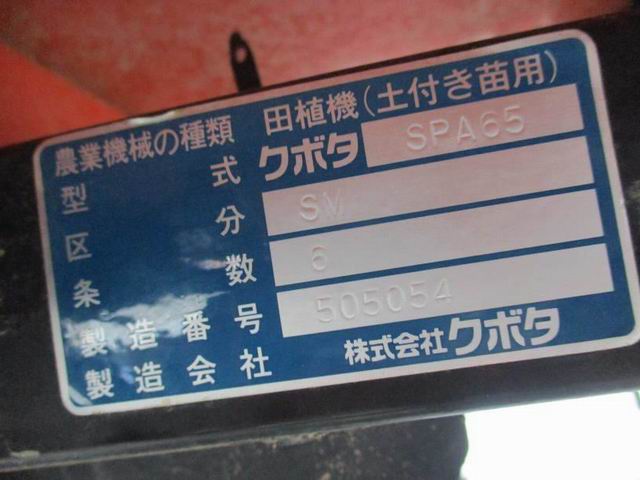 農業機械の種類 田植機(土付き苗用)
型式 クボタ SPA65
区分 SV
条数 6
製造番号 505054
製造会社 株式会社クボタ